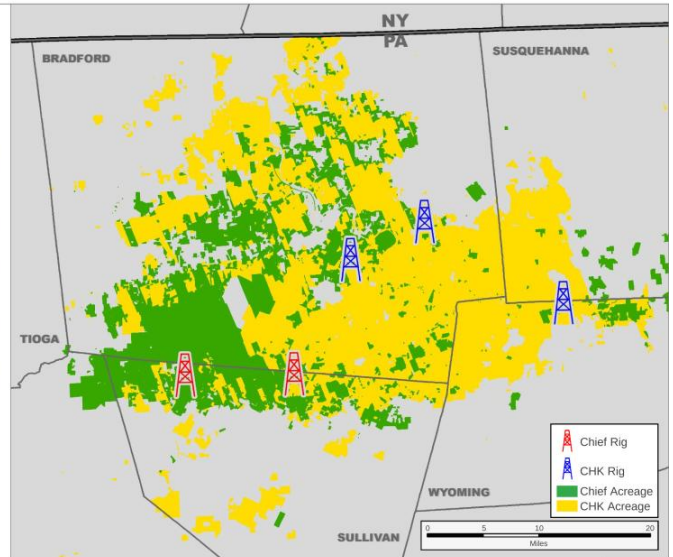 NY
PA
BRADFORD
SUSQUEHANNA
TIOGA
WYOMING
SULLIVAN
Chief Rig
CHK Rig
Chief Acreage
CHK Acreage
0 5 10 20
Miles